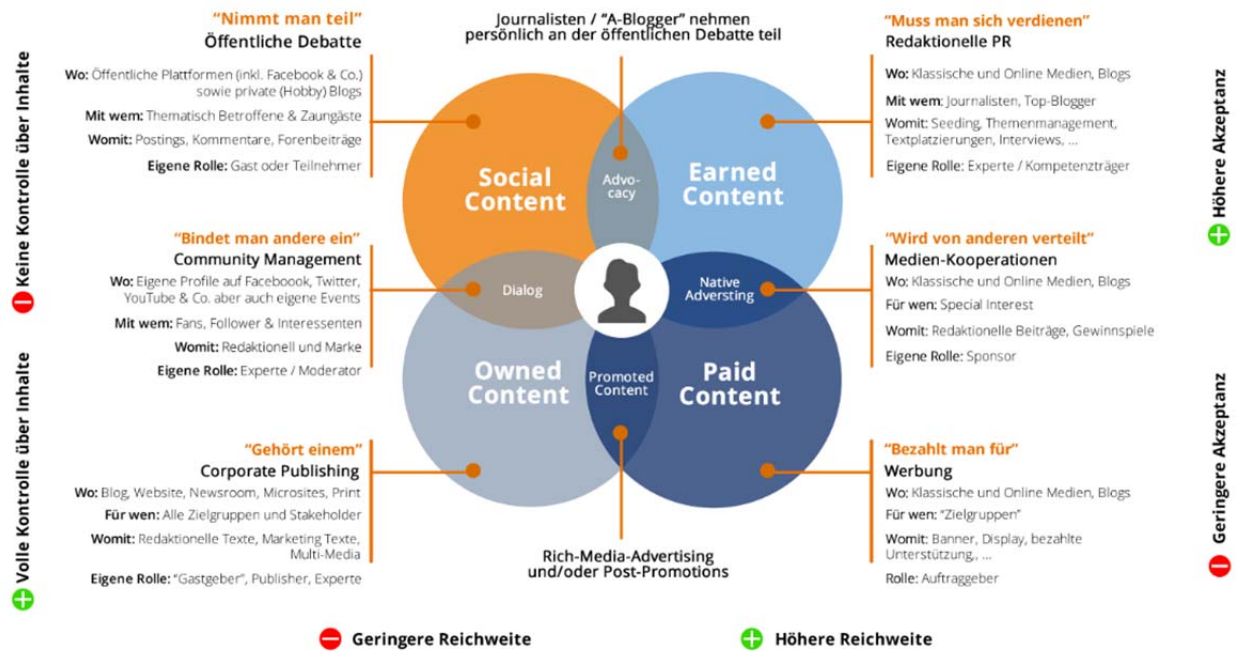 “Nimmt man teil”
Öffentliche Debatte
Wo: Öffentliche Plattformen (inkl. Facebook & Co.)
sowie private (Hobby) Blogs
Mit wem: Thematisch Betroffene & Zaungäste
Womit: Postings, Kommentare, Forenbeiträge
Eigene Rolle: Gast oder Teilnehmer
Journalisten / “A-Blogger” nehmen
persönlich an der öffentlichen Debatte teil
“Muss man sich verdienen”
Redaktionelle PR
Wo: Klassische und Online Medien, Blogs
Mit wem: Journalisten, Top-Blogger
Womit: Seeding, Themenmanagement,
Textplatzierungen, Interviews, ...
Eigene Rolle: Experte / Kompetenzträger
Keine Kontrolle über Inhalte
Höhere Akzeptanz
Social
Content
Advo-
cacy
Earned
Content
“Bindet man andere ein”
Community Management
Wo: Eigene Profile auf Faceboook, Twitter,
YouTube & Co. aber auch eigene Events
Mit wem: Fans, Follower & Interessenten
Womit: Redaktionell und Marke
Eigene Rolle: Experte / Moderator
Dialog
Native
Adversting
“Wird von anderen verteilt”
Medien-Kooperationen
Wo: Klassische und Online Medien, Blogs
Für wen: Special Interest
Womit: Redaktionelle Beiträge, Gewinnspiele
Eigene Rolle: Sponsor
Owned
Content
Promoted
Content
Paid
Content
Volle Kontrolle über Inhalte
Geringere Akzeptanz
“Gehört einem”
Corporate Publishing
Wo: Blog, Website, Newsroom, Microsites, Print
Für wen: Alle Zielgruppen und Stakeholder
Womit: Redaktionelle Texte, Marketing Texte,
Multi-Media
Eigene Rolle: “Gastgeber”, Publisher, Experte
Rich-Media-Advertising
und/oder Post-Promotions
“Bezahlt man für”
Werbung
Wo: Klassische und Online Medien, Blogs
Für wen: “Zielgruppen”
Womit: Banner, Display, bezahlte
Unterstützung,, ...
Rolle: Auftraggeber
Geringere Reichweite
Höhere Reichweite